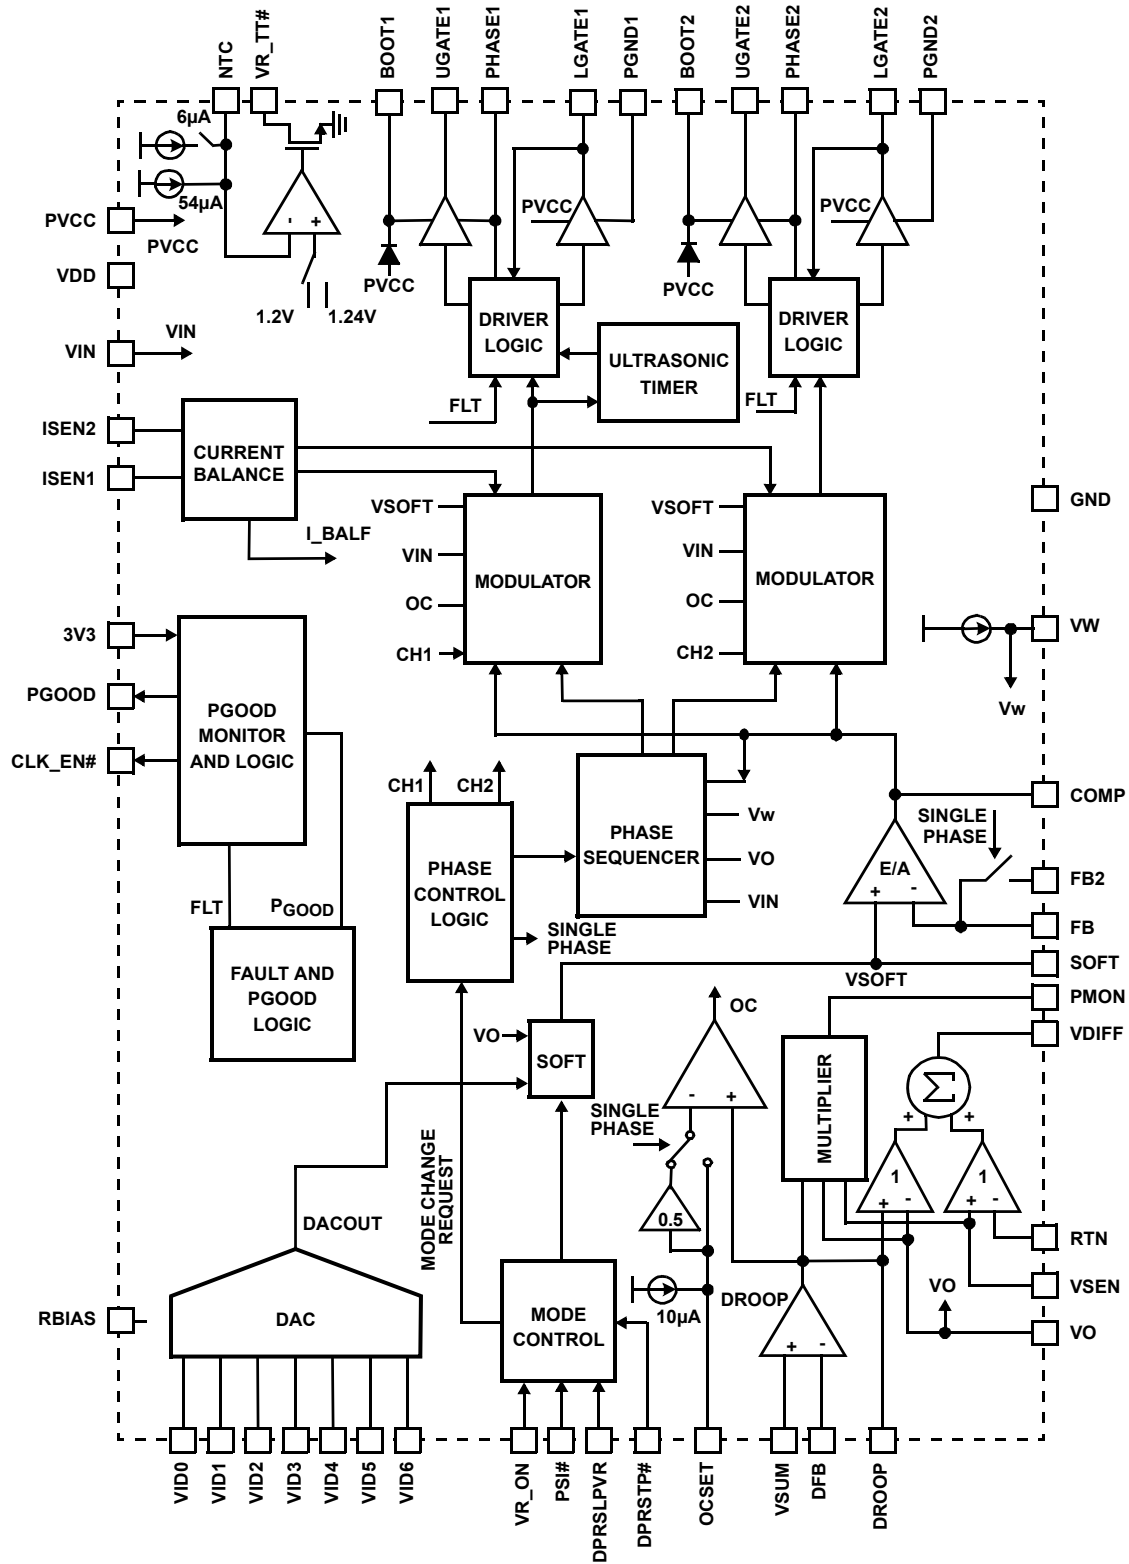 NTC
VR_TT#
BOOT1
UGATE1
PHASE1
LGATE1
PGND1
BOOT2
UGATE2
PHASE2
LGATE2
PGND2
6µA
54µA
PVCC
PVCC
- +
1.2V
1.24V
PVCC
PVCC
PVCC
PVCC
VDD
VIN
VIN
DRIVER
LOGIC
ULTRASONIC
TIMER
DRIVER
LOGIC
FLT
FLT
ISEN2
ISEN1
CURRENT
BALANCE
I_BALF
VSOFT
VIN
OC
CH1
MODULATOR
VSOFT
VIN
OC
CH2
MODULATOR
GND
VW
Vw
3V3
PGOOD
CLK_EN#
PGOOD
MONITOR
AND LOGIC
FLT
PGOOD
FAULT AND
PGOOD
LOGIC
CH1
CH2
PHASE
CONTROL
LOGIC
SINGLE
PHASE
PHASE
SEQUENCER
Vw
VO
VIN
E/A
+ -
SINGLE
PHASE
COMP
FB2
FB
SOFT
VSOFT
PMON
VDIFF
VO
SOFT
OC
- +
SINGLE
PHASE
0.5
MULTIPLIER
Σ
+ +
1
+ -
1
+ -
RTN
VSEN
VO
VO
MODE CHANGE
REQUEST
DACOUT
DAC
RBIAS
MODE
CONTROL
10µA
DROOP
+ -
VID0
VID1
VID2
VID3
VID4
VID5
VID6
VR_ON
PSI#
DPRSLPVR
DPRSTP#
OCSET
VSUM
DFB
DROOP